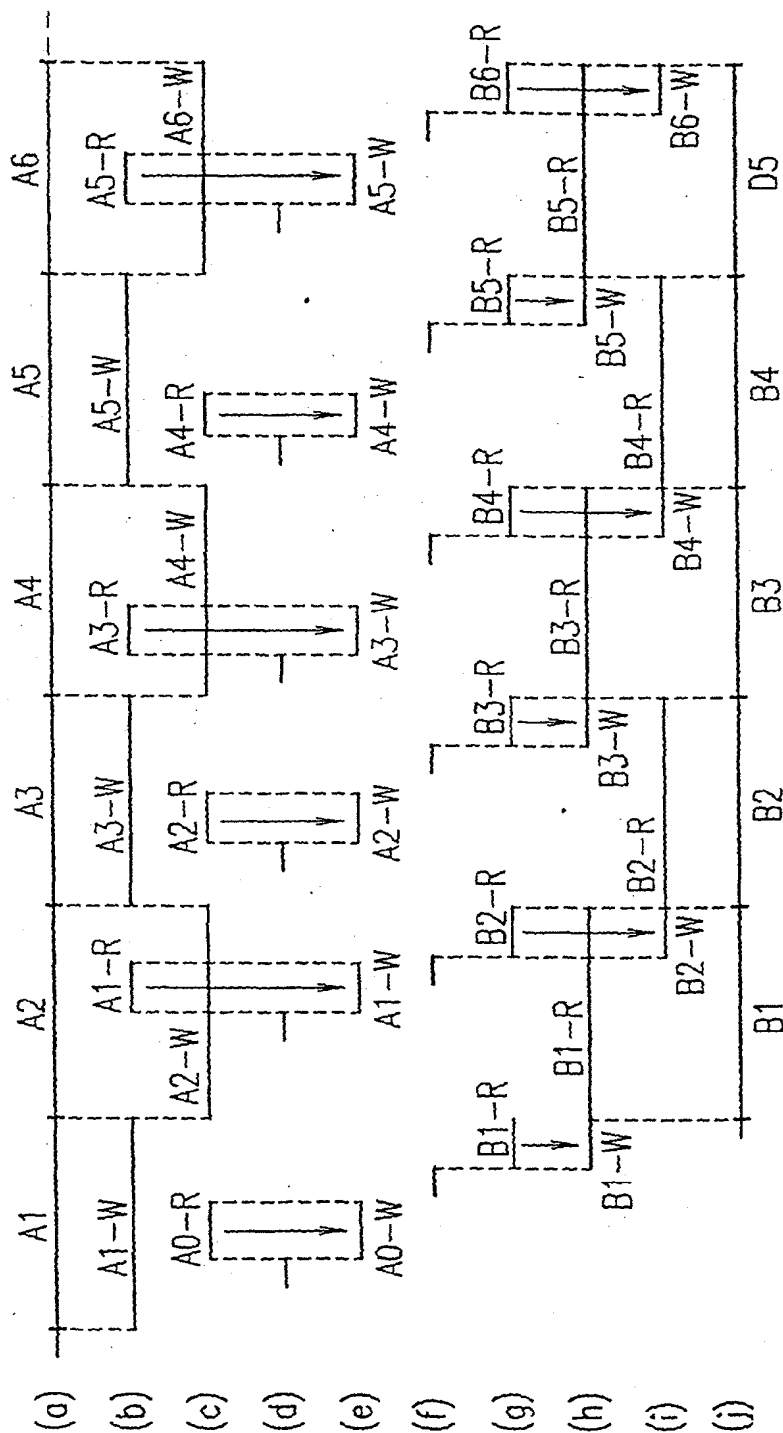 (a) A1 A2 A3 A4 A5 A6
(b) A1-W A1-R A3-W A3-R A5-W A5-R
(c) A0-R A2-W A2-R A4-W A4-R A6-W
(d)
(e) A0-W A1-W A2-W A3-W A4-W A5-W
(f)
(g) B1-R B2-R B3-R B4-R B5-R B6-R
(h) B1-W B1-R B3-W B3-R B5-W B5-R
(i) B2-W B2-R B4-W B4-R B6-W
(j) B1 B2 B3 B4 D5